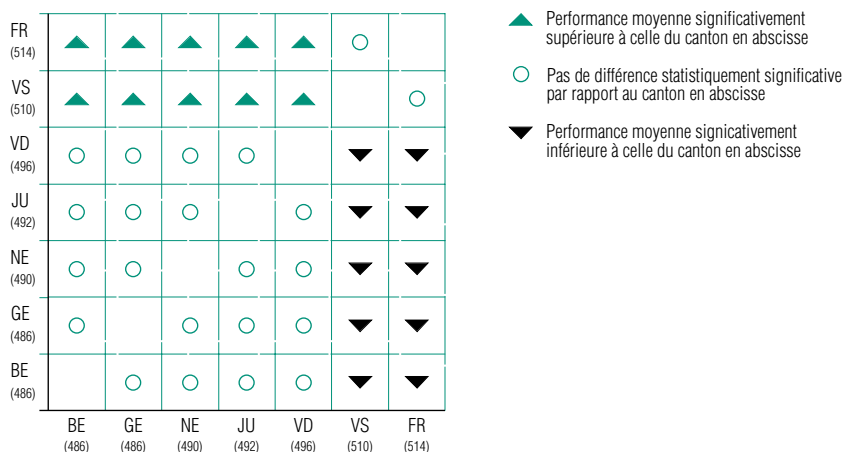 FR
(514)
VS
(510)
VD
(496)
JU
(492)
NE
(490)
GE
(486)
BE
(486)
BE GE NE JU VD VS FR
(486) (486) (490) (492) (496) (510) (514)
Performance moyenne significativement
supérieure à celle du canton en abscisse
Pas de différence statistiquement significative
par rapport au canton en abscisse
Performance moyenne signicativement
inférieure à celle du canton en abscisse